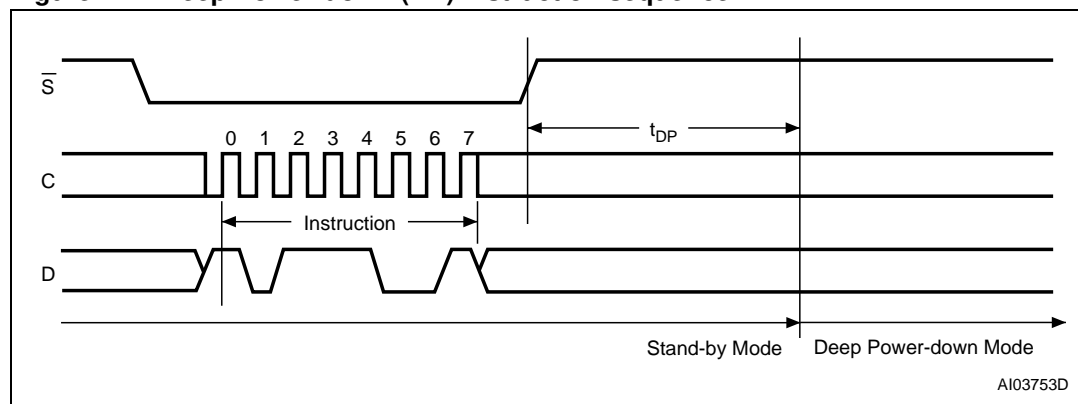 S
t_DP
0 1 2 3 4 5 6 7
C
Instruction
D
Stand-by Mode Deep Power-down Mode
AI03753D